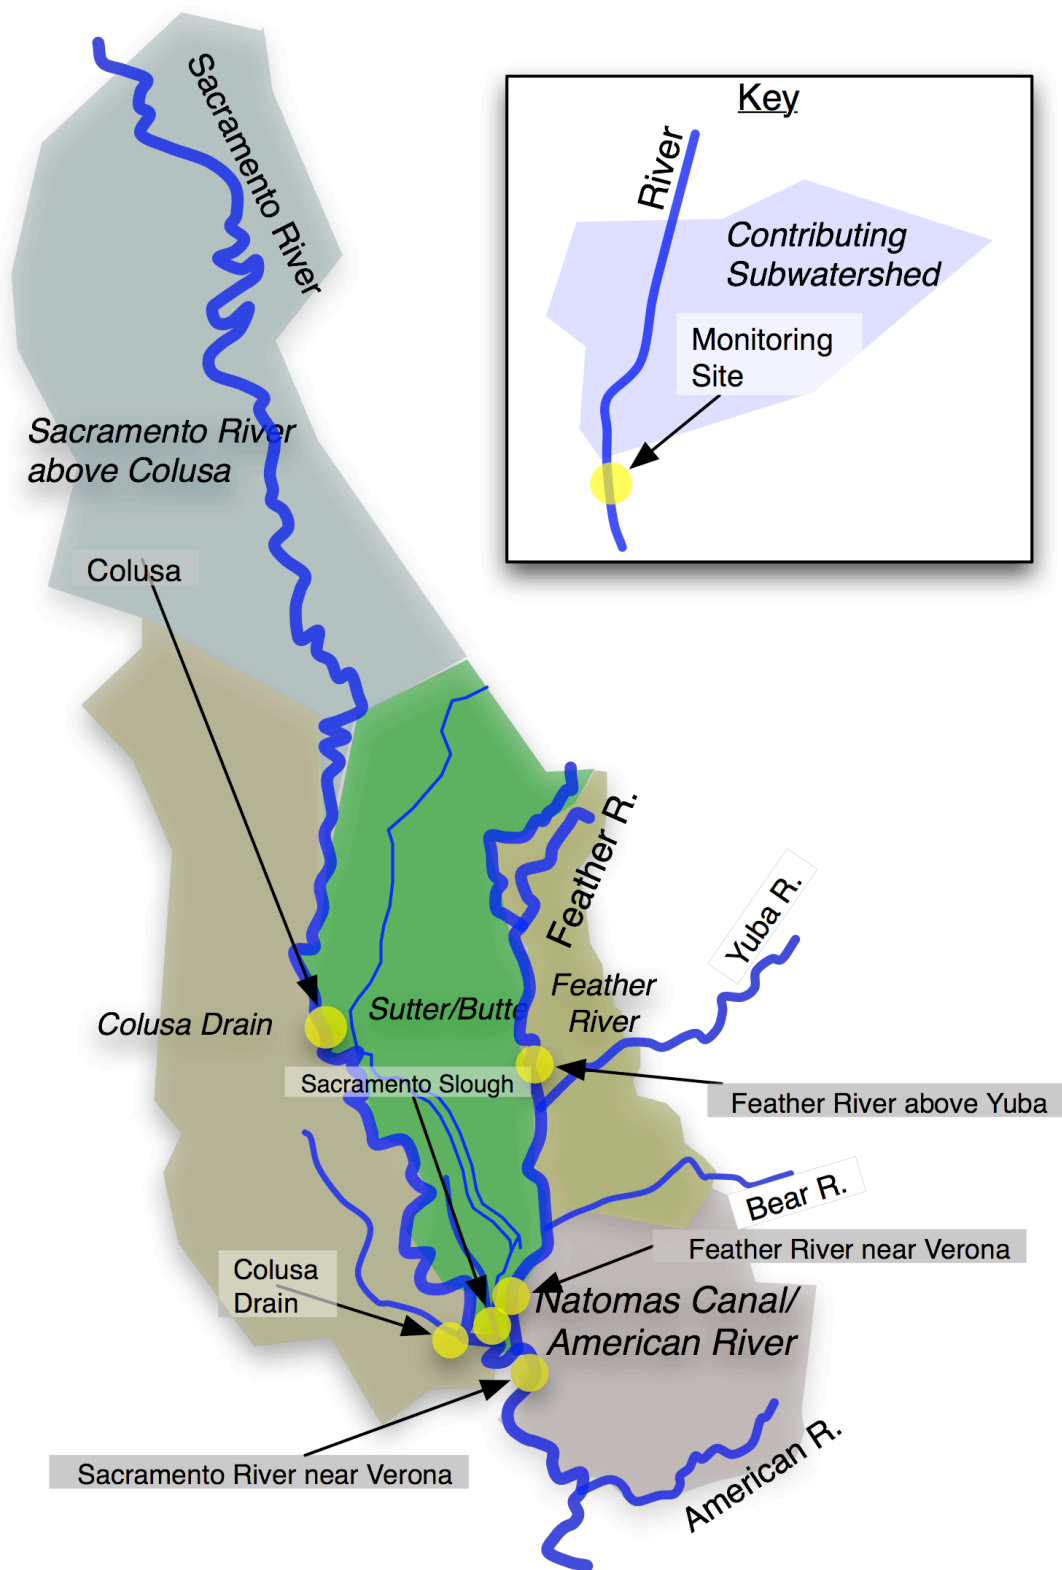 Key
River
Contributing
Subwatershed
Monitoring
Site
Sacramento River
Sacramento River
above Colusa
Colusa
Feather R.
Yuba R.
Feather
River
Colusa Drain
Sutter/Butte
Sacramento Slough
Feather River above Yuba
Bear R.
Feather River near Verona
Colusa
Drain
Natomas Canal/
American River
American R.
Sacramento River near Verona